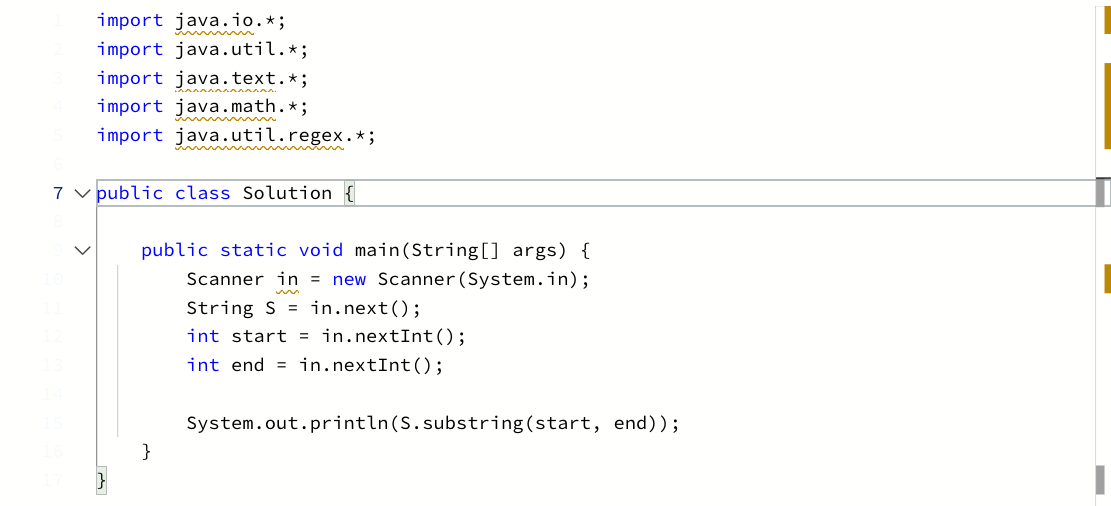 1 import java.io.*;
2 import java.util.*;
3 import java.text.*;
4 import java.math.*;
5 import java.util.regex.*;
6
7 public class Solution {
8
9     public static void main(String[] args) {
10         Scanner in = new Scanner(System.in);
11         String S = in.next();
12         int start = in.nextInt();
13         int end = in.nextInt();
14
15         System.out.println(S.substring(start, end));
16     }
17 }